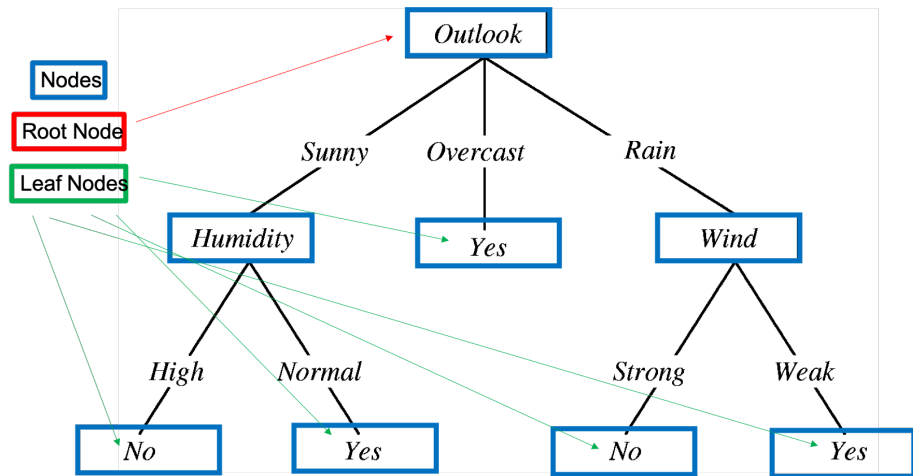 Outlook
Nodes
Root Node
Sunny Overcast Rain
Leaf Nodes
Humidity Yes Wind
High Normal Strong Weak
No Yes No Yes